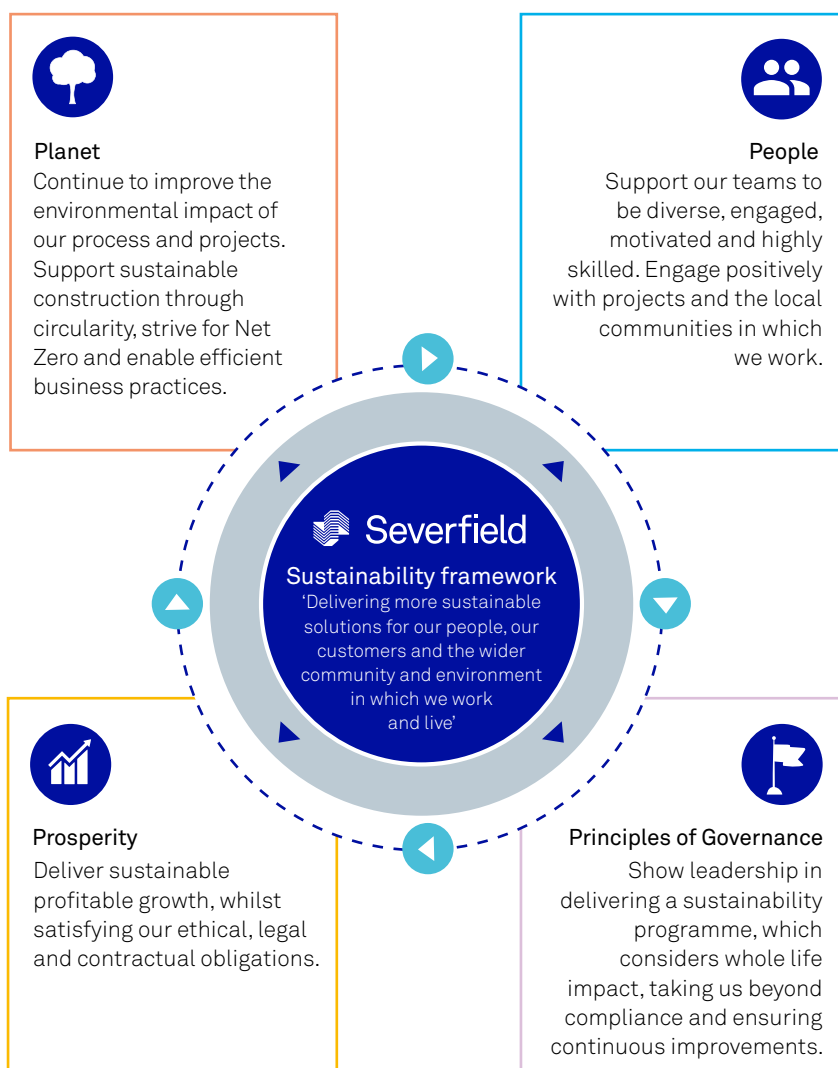 Planet
Continue to improve the
environmental impact of
our process and projects.
Support sustainable
construction through
circularity, strive for Net
Zero and enable efficient
business practices.
People
Support our teams to
be diverse, engaged,
motivated and highly
skilled. Engage positively
with projects and the local
communities in which
we work.
Severfield
Sustainability framework
‘Delivering more sustainable
solutions for our people, our
customers and the wider
community and environment
in which we work
and live’
Prosperity
Deliver sustainable
profitable growth, whilst
satisfying our ethical, legal
and contractual obligations.
Principles of Governance
Show leadership in
delivering a sustainability
programme, which
considers whole life
impact, taking us beyond
compliance and ensuring
continuous improvements.